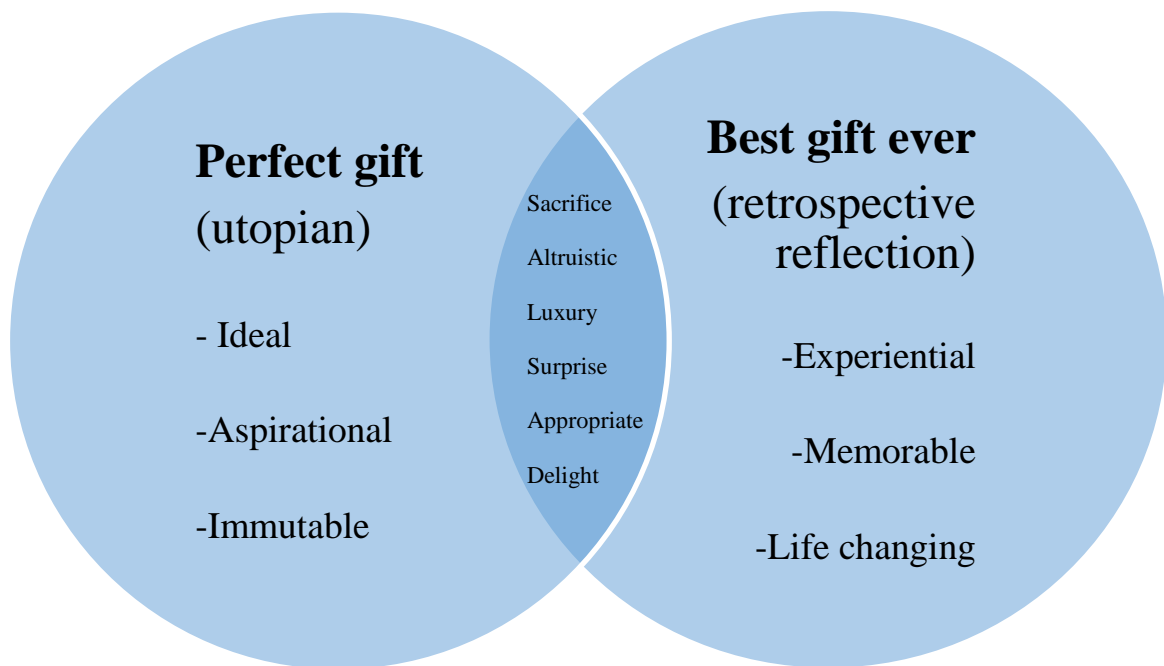 Perfect gift
(utopian)
- Ideal
-Aspirational
-Immutable
Sacrifice
Altruistic
Luxury
Surprise
Appropriate
Delight
Best gift ever
(retrospective
reflection)
-Experiential
-Memorable
-Life changing